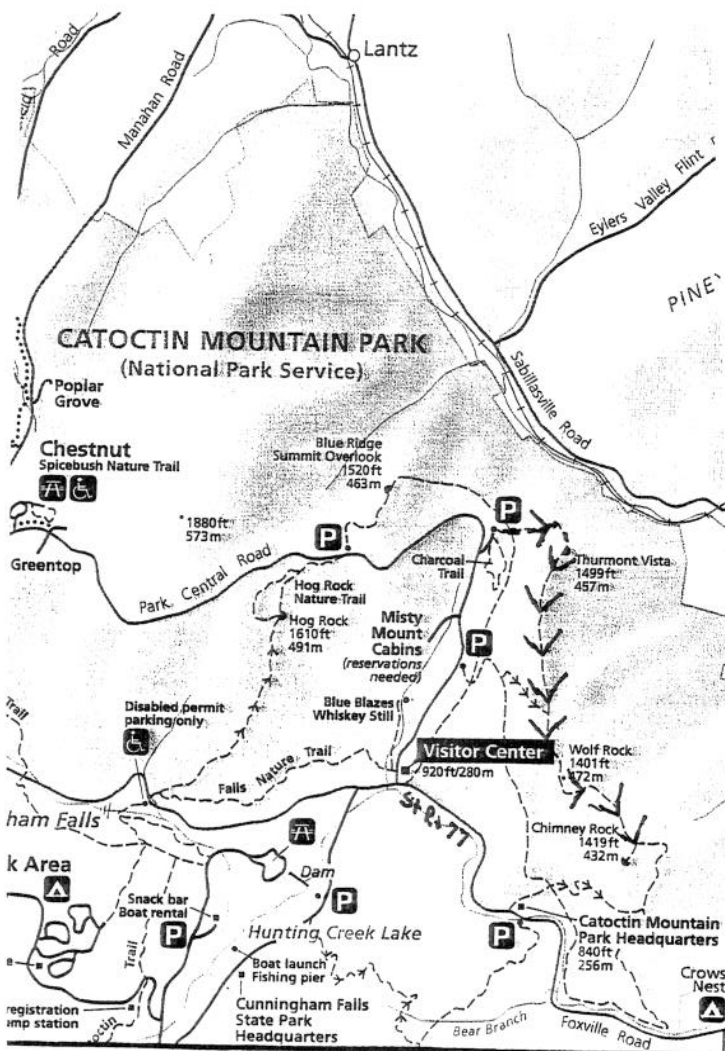 Road
Manahan Road
Lantz
Eylers Valley Flint
PINEY
Sabillasville Road
CATOCTIN MOUNTAIN PARK
(National Park Service)
Poplar
Grove
Chestnut
Spicebush Nature Trail
Blue Ridge
Summit Overlook
1520ft
463m
P
1880ft
573m
Greentop
Park Central Road
P
Charcoal
Trail
Thurmont Vista
1499ft
457m
Hog Rock
Nature Trail
Hog Rock
1610ft
491m
Misty
Mount
Cabins
(reservations
needed)
P
Trail
Disabled permit
parking only
Blue Blazes
Whiskey Still
Falls Nature Trail
Visitor Center
920ft/280m
Wolf Rock
1401ft
472m
St Rt 77
ham Falls
Chimney Rock
1419ft
432m
k Area
Dam
P
Snack bar
Boat rental
P
Trail
Hunting Creek Lake
P
Catoctin Mountain
Park Headquarters
840ft
256m
Boat launch
Fishing pier
Cunningham Falls
State Park
Headquarters
e
registration
mp station
Bear Branch
Foxville Road
Crows
Nest